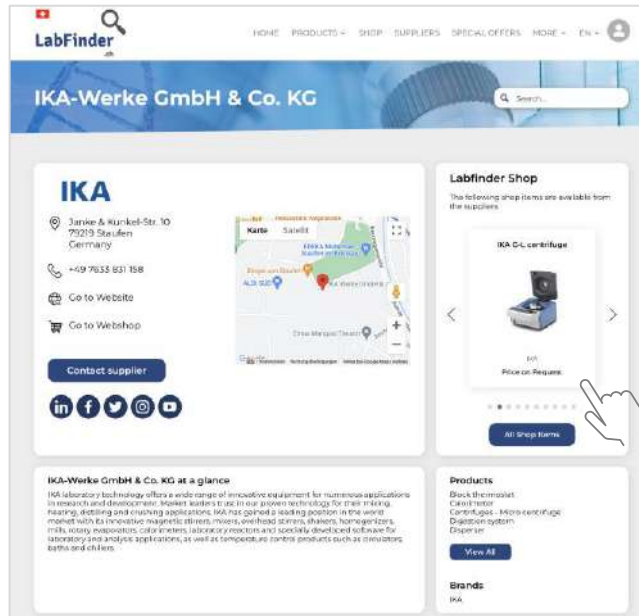 LabFinder
.ch
HOME PRODUCTS SHOP SUPPLIERS SPECIAL OFFERS MORE EN
IKA-Werke GmbH & Co. KG
Search...
IKA
Janke & Kunkel-Str. 10
79219 Staufen
Germany
+49 7633 831 158
Go to Website
Go to Webshop
Contact supplier
Karte Satellit
ALDI SÜD
Labfinder Shop
The following shop items are available from
the suppliers
IKA G-L centrifuge
IKA
Price on Request
All Shop Items
IKA-Werke GmbH & Co. KG at a glance
IKA laboratory technology offers a wide range of innovative equipment for numerous applications
in research and development. Market leaders trust in our proven technology for their mixing,
heating, distilling and crushing applications. IKA has gained a leading position in the world
market with its innovative magnetic stirrers, mixers, overhead stirrers, shakers, homogenizers,
mills, rotary evaporators, calorimeters, laboratory reactors and specially developed software for
laboratory and analysis applications, as well as temperature control products such as circulators,
baths and chillers.
Products
Block thermostat
Calorimeter
Centrifuges - Micro centrifuge
Digestion system
Disperser
View All
Brands
IKA